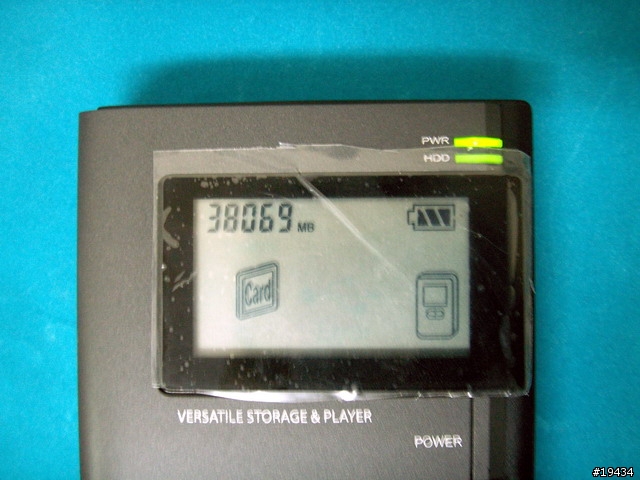 PWR
HDD
38069 MB
Card
VERSATILE STORAGE & PLAYER
POWER
#19434